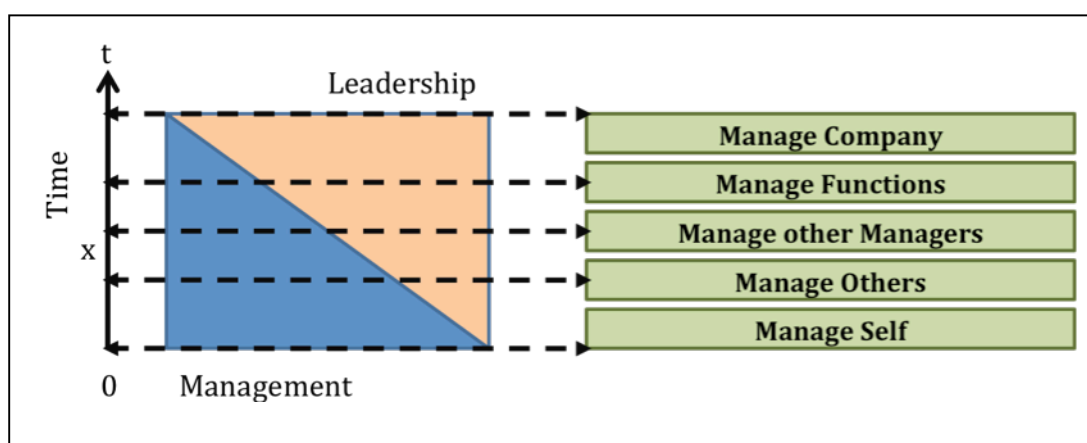 t
Leadership
Manage Company
Manage Functions
Time
Manage other Managers
x
Manage Others
Manage Self
0 Management